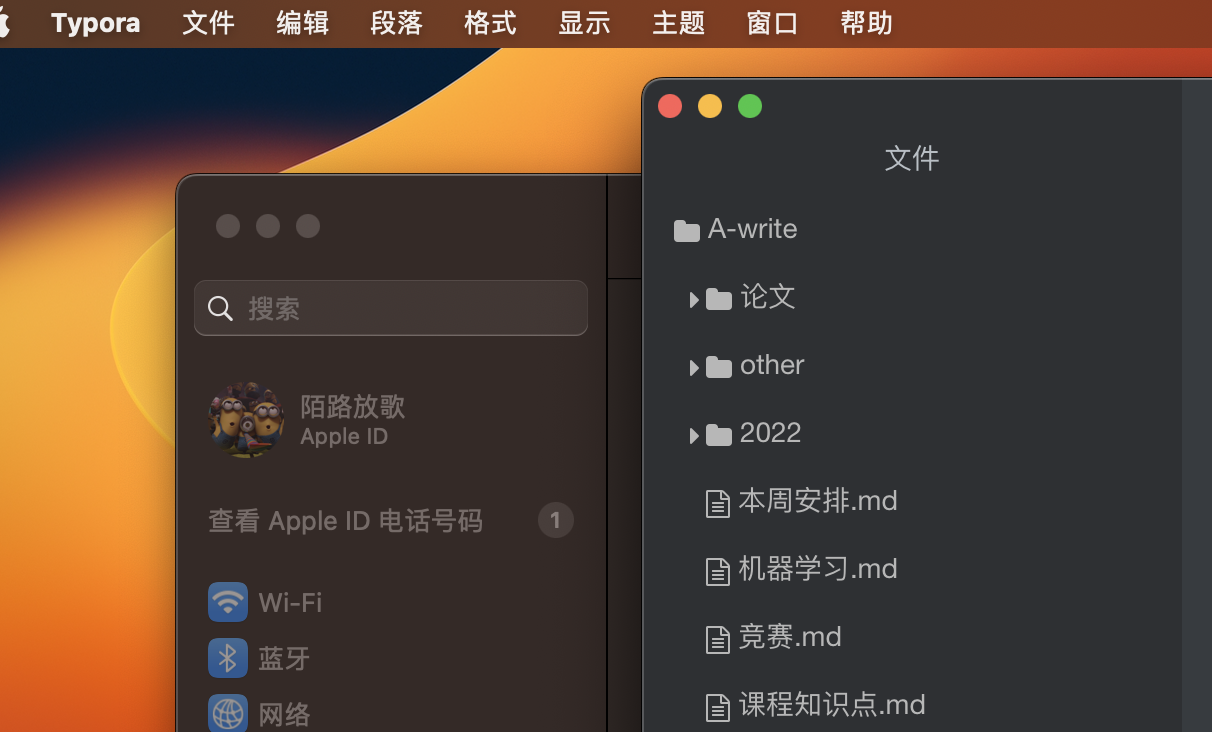 Typora 文件 编辑 段落 格式 显示 主题 窗口 帮助
搜索
陌路放歌
Apple ID
查看 Apple ID 电话号码 1
Wi-Fi
蓝牙
网络
文件
A-write
论文
other
2022
本周安排.md
机器学习.md
竞赛.md
课程知识点.md